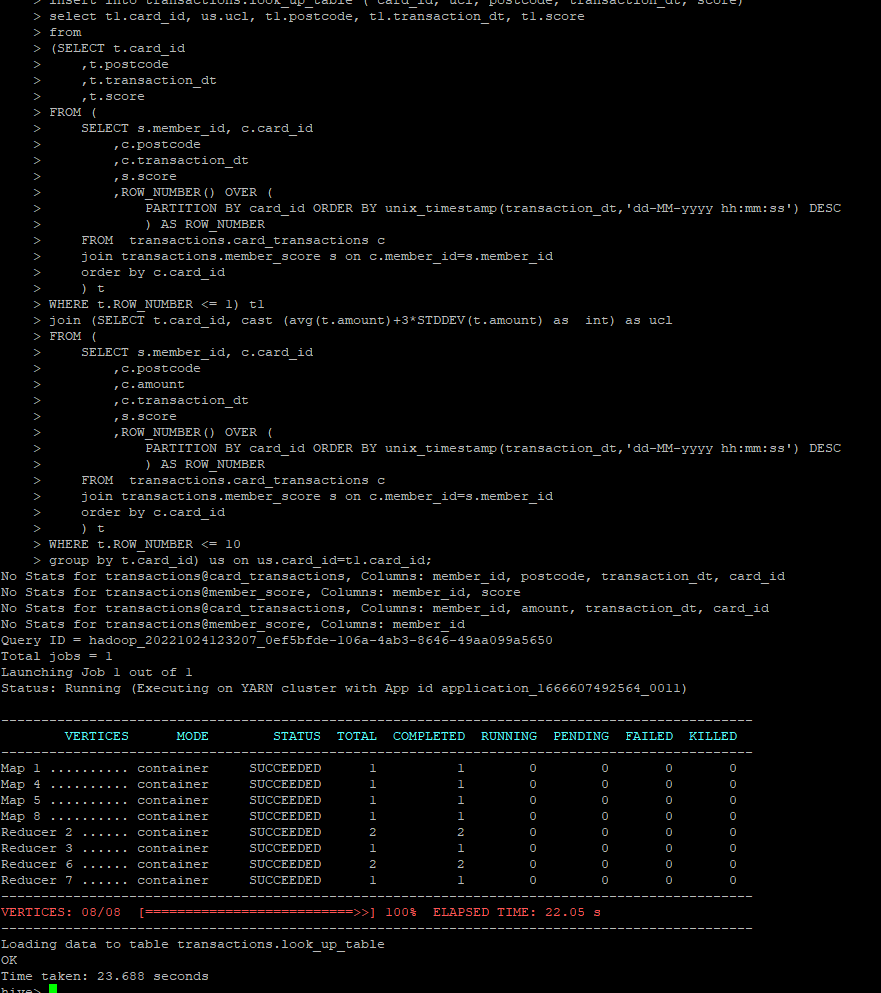 > insert into transactions.look_up_table ( card_id, ucl, postcode, transaction_dt, score)
> select t1.card_id, us.ucl, t1.postcode, t1.transaction_dt, t1.score
> from
> (SELECT t.card_id
> ,t.postcode
> ,t.transaction_dt
> ,t.score
> FROM (
> SELECT s.member_id, c.card_id
> ,c.postcode
> ,c.transaction_dt
> ,s.score
> ,ROW_NUMBER() OVER (
> PARTITION BY card_id ORDER BY unix_timestamp(transaction_dt,'dd-MM-yyyy hh:mm:ss') DESC
> ) AS ROW_NUMBER
> FROM  transactions.card_transactions c
> join transactions.member_score s on c.member_id=s.member_id
> order by c.card_id
> ) t
> WHERE t.ROW_NUMBER <= 1) t1
> join (SELECT t.card_id, cast (avg(t.amount)+3*STDDEV(t.amount) as  int) as ucl
> FROM (
> SELECT s.member_id, c.card_id
> ,c.postcode
> ,c.amount
> ,c.transaction_dt
> ,s.score
> ,ROW_NUMBER() OVER (
> PARTITION BY card_id ORDER BY unix_timestamp(transaction_dt,'dd-MM-yyyy hh:mm:ss') DESC
> ) AS ROW_NUMBER
> FROM  transactions.card_transactions c
> join transactions.member_score s on c.member_id=s.member_id
> order by c.card_id
> ) t
> WHERE t.ROW_NUMBER <= 10
> group by t.card_id) us on us.card_id=t1.card_id;
No Stats for transactions@card_transactions, Columns: member_id, postcode, transaction_dt, card_id
No Stats for transactions@member_score, Columns: member_id, score
No Stats for transactions@card_transactions, Columns: member_id, amount, transaction_dt, card_id
No Stats for transactions@member_score, Columns: member_id
Query ID = hadoop_20221024123207_0ef5bfde-106a-4ab3-8646-49aa099a5650
Total jobs = 1
Launching Job 1 out of 1
Status: Running (Executing on YARN cluster with App id application_1666607492564_0011)
----------------------------------------------------------------------------------------------
VERTICES MODE STATUS TOTAL COMPLETED RUNNING PENDING FAILED KILLED
----------------------------------------------------------------------------------------------
Map 1 .......... container SUCCEEDED 1 1 0 0 0 0
Map 4 .......... container SUCCEEDED 1 1 0 0 0 0
Map 5 .......... container SUCCEEDED 1 1 0 0 0 0
Map 8 .......... container SUCCEEDED 1 1 0 0 0 0
Reducer 2 ...... container SUCCEEDED 2 2 0 0 0 0
Reducer 3 ...... container SUCCEEDED 1 1 0 0 0 0
Reducer 6 ...... container SUCCEEDED 2 2 0 0 0 0
Reducer 7 ...... container SUCCEEDED 1 1 0 0 0 0
----------------------------------------------------------------------------------------------
VERTICES: 08/08 [==========================>>] 100% ELAPSED TIME: 22.05 s
----------------------------------------------------------------------------------------------
Loading data to table transactions.look_up_table
OK
Time taken: 23.688 seconds
hive>